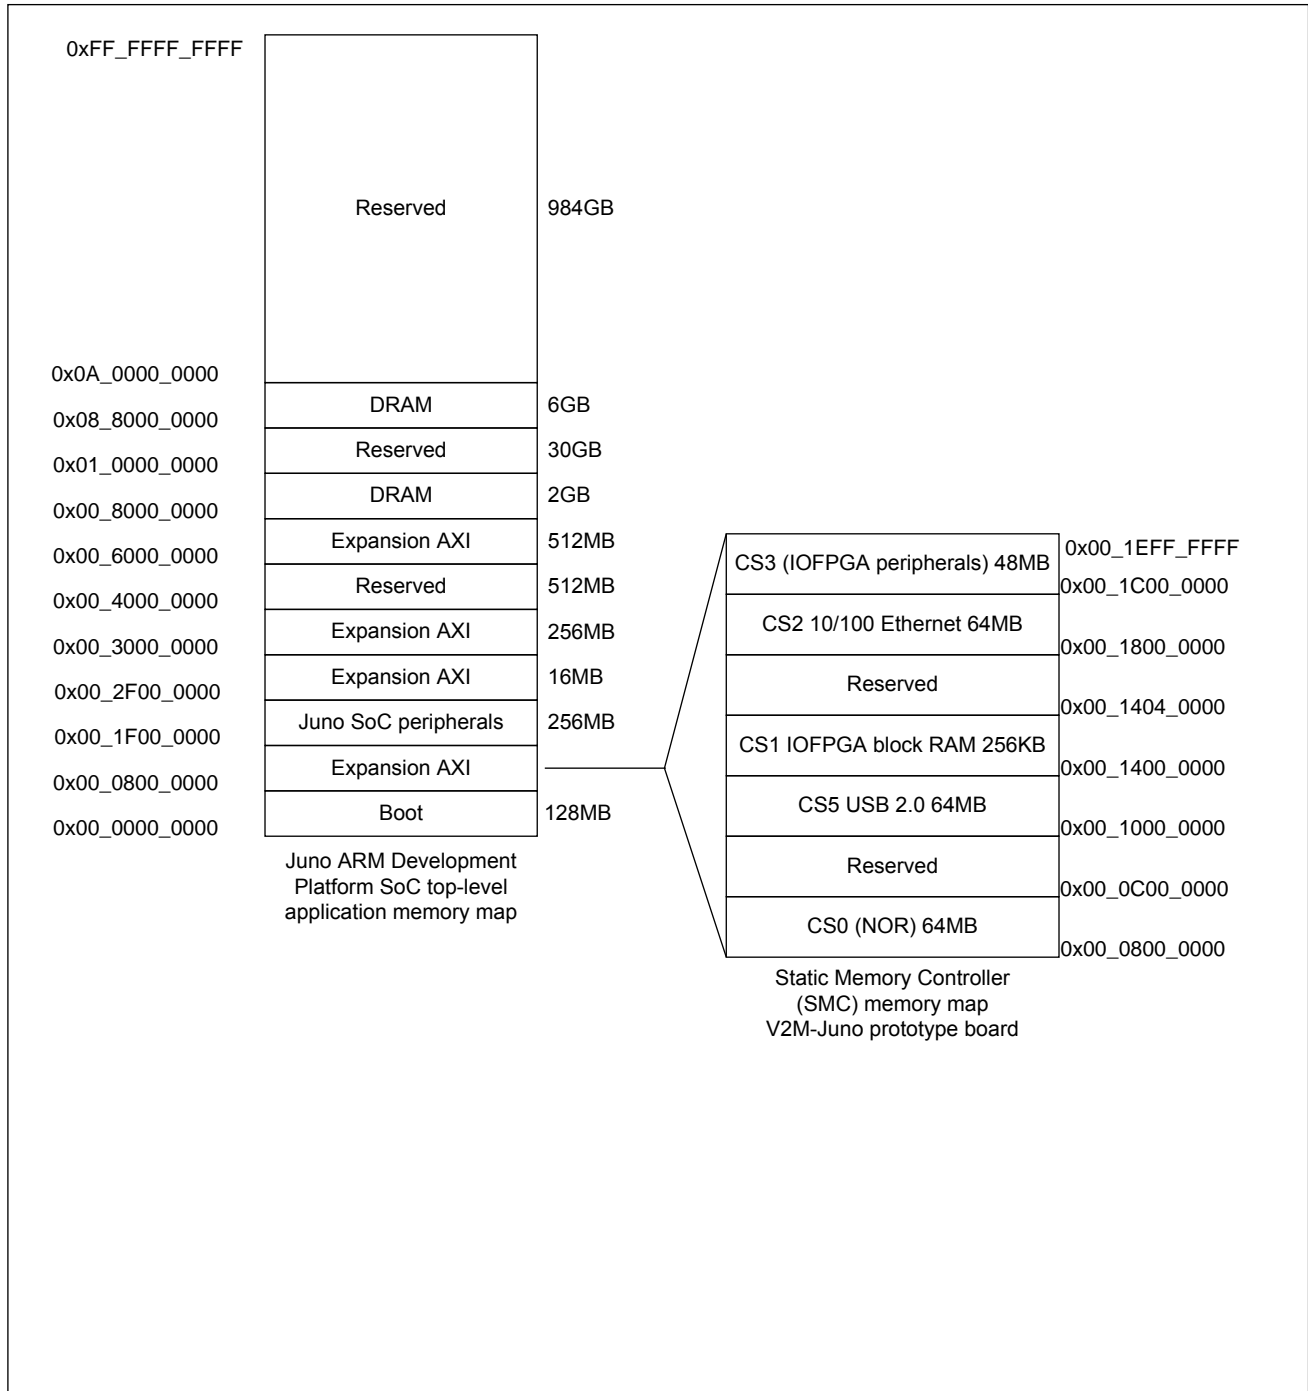 0xFF_FFFF_FFFF
Reserved 984GB
0x0A_0000_0000
DRAM 6GB
0x08_8000_0000
Reserved 30GB
0x01_0000_0000
DRAM 2GB
0x00_8000_0000
Expansion AXI 512MB
0x00_6000_0000
Reserved 512MB
0x00_4000_0000
Expansion AXI 256MB
0x00_3000_0000
Expansion AXI 16MB
0x00_2F00_0000
Juno SoC peripherals 256MB
0x00_1F00_0000
Expansion AXI
0x00_0800_0000
Boot 128MB
0x00_0000_0000
Juno ARM Development
Platform SoC top-level
application memory map
0x00_1EFF_FFFF
CS3 (IOFPGA peripherals) 48MB
0x00_1C00_0000
CS2 10/100 Ethernet 64MB
0x00_1800_0000
Reserved
0x00_1404_0000
CS1 IOFPGA block RAM 256KB
0x00_1400_0000
CS5 USB 2.0 64MB
0x00_1000_0000
Reserved
0x00_0C00_0000
CS0 (NOR) 64MB
0x00_0800_0000
Static Memory Controller
(SMC) memory map
V2M-Juno prototype board